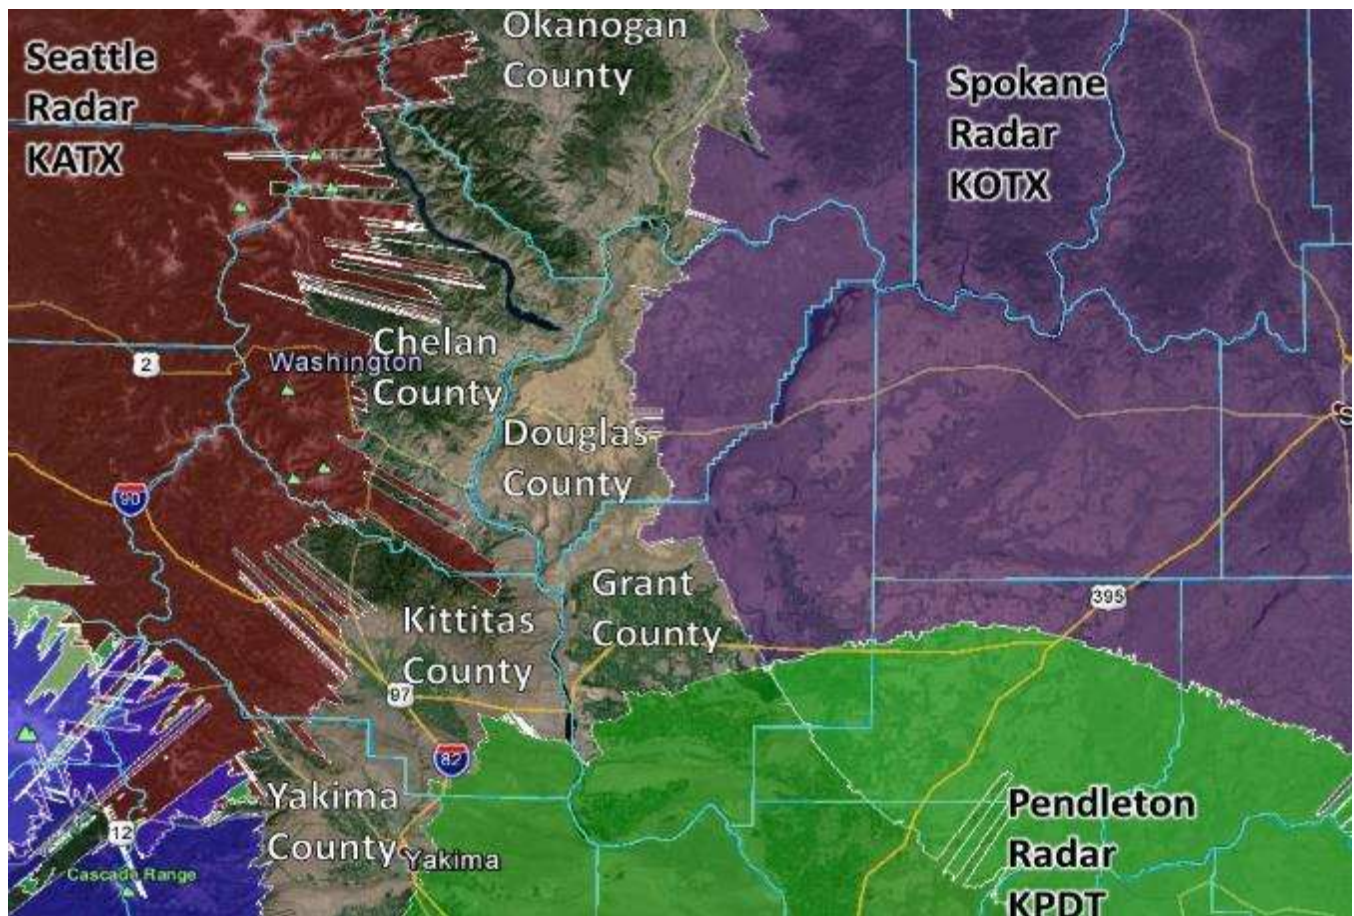 Okanogan
County
Seattle
Radar
KATX
Spokane
Radar
KOTX
Chelan
County
Washington
2
Douglas
County
S
90
Grant
County
395
Kittitas
County
97
82
Yakima
County
Yakima
12
Cascade Range
Pendleton
Radar
KPDT